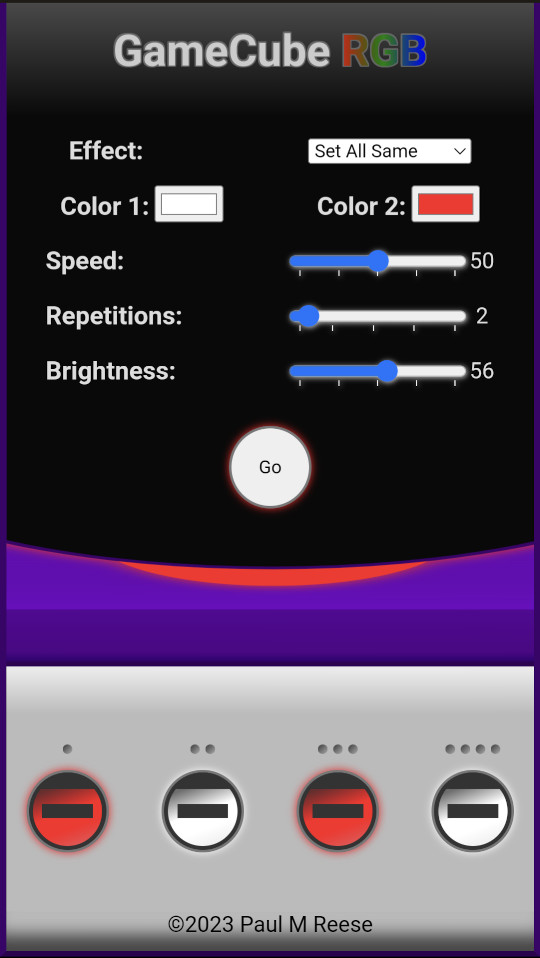 GameCube RGB
Effect: Set All Same
Color 1: Color 2:
Speed: 50
Repetitions: 2
Brightness: 56
Go
©2023 Paul M Reese